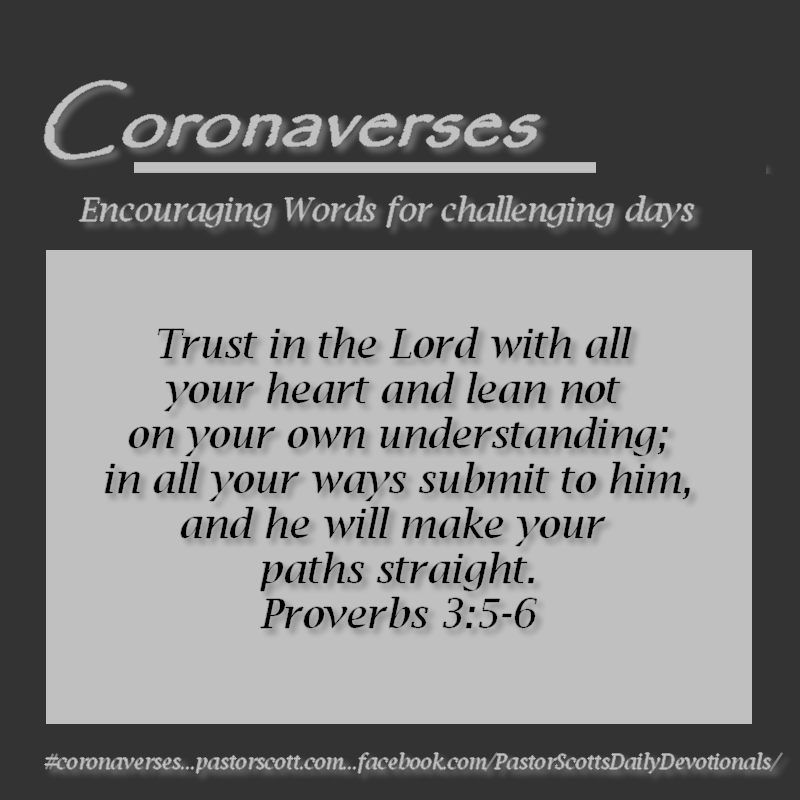 Coronaverses
Encouraging Words for challenging days
Trust in the Lord with all
your heart and lean not
on your own understanding;
in all your ways submit to him,
and he will make your
paths straight.
Proverbs 3:5-6
#coronaverses...pastorscott.com...facebook.com/PastorScottsDailyDevotionals/